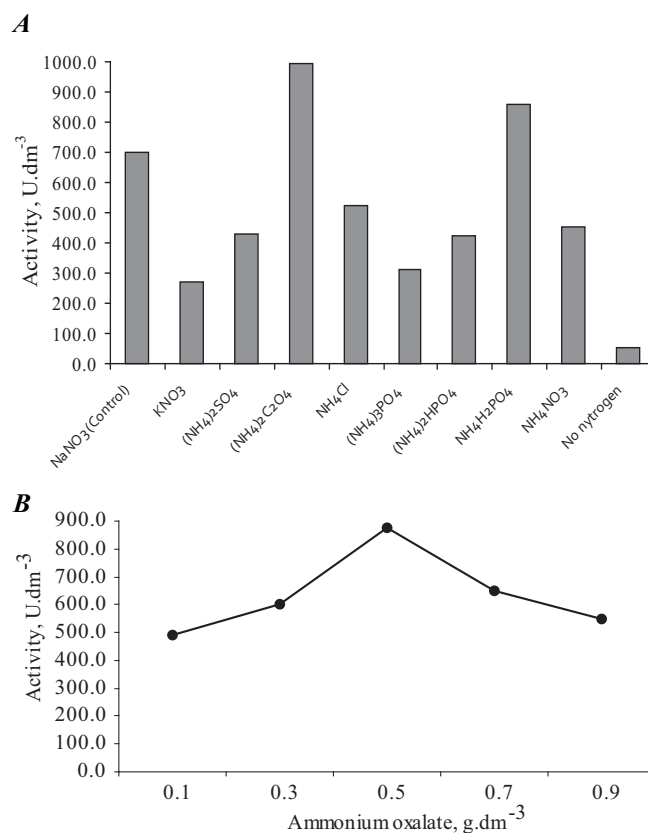 A
Activity, U.dm-3
1000.0
900.0
800.0
700.0
600.0
500.0
400.0
300.0
200.0
100.0
0.0
NaNO3 (Control)
KNO3
(NH4)2SO4
(NH4)2C2O4
NH4Cl
(NH4)3PO4
(NH4)2HPO4
NH4H2PO4
NH4NO3
No nytrogen
B
Activity, U.dm-3
900.0
800.0
700.0
600.0
500.0
400.0
300.0
200.0
100.0
0.0
0.1 0.3 0.5 0.7 0.9
Ammonium oxalate, g.dm-3